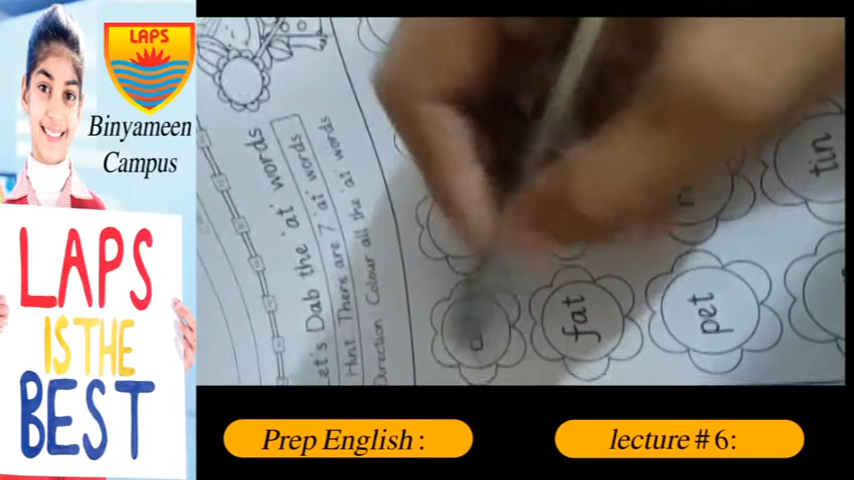 LAPS
Binyameen
Campus
LAPS
IS THE
BEST
Let's Dab the 'at' words
Hint There are 7 'at' words
Direction Colour all the 'at' words
fat
pet
tin
Prep English :
lecture # 6: